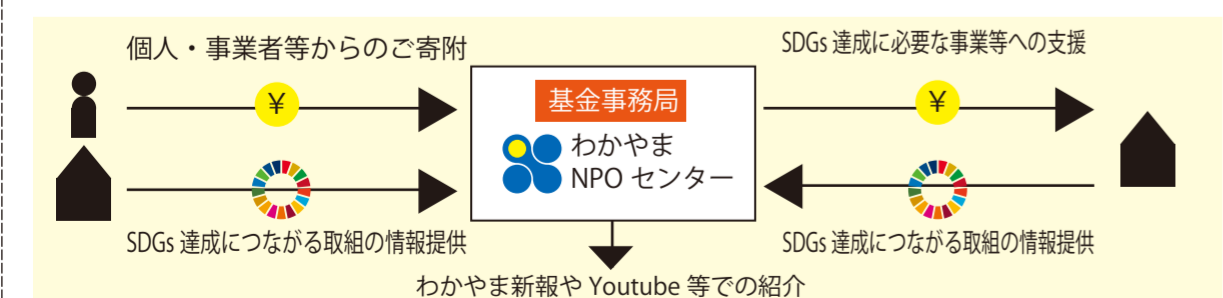 個人・事業者等からのご寄附
¥
SDGs 達成につながる取組の情報提供
基金事務局
わかやま
NPO センター
SDGs 達成に必要な事業等への支援
¥
SDGs 達成につながる取組の情報提供
わかやま新報や Youtube 等での紹介